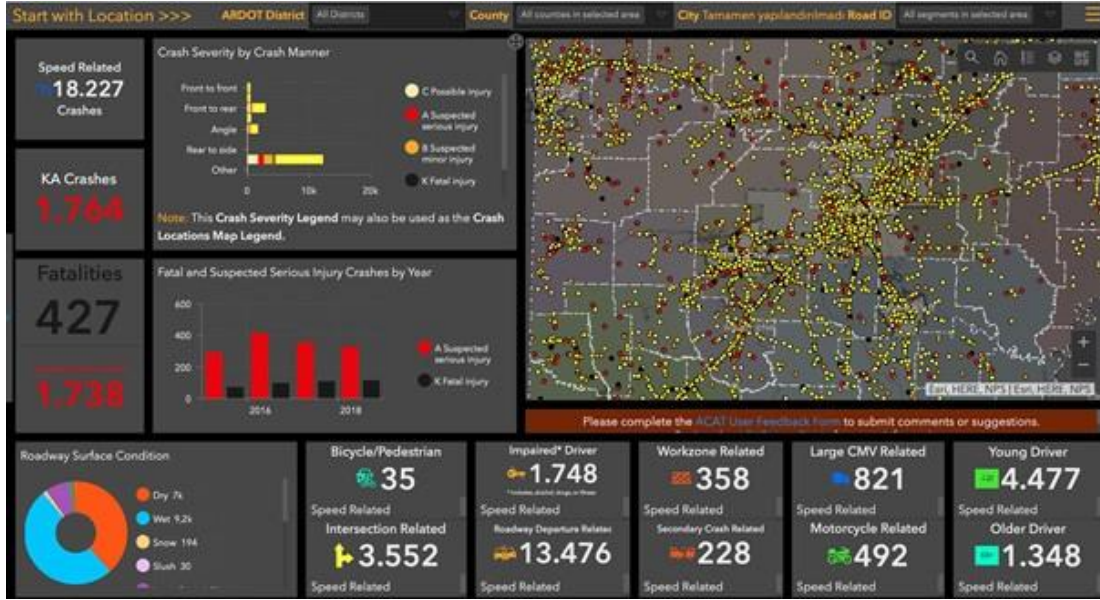 Start with Location >>>
ARDOT District
All Districts
County
All counties in selected area
City Tamamen yapılandırılmadı
Road ID
All segments in selected area
Speed Related
18.227
Crashes
KA Crashes
1.764
Fatalities
427
1.738
Crash Severity by Crash Manner
Front to front
Front to rear
Angle
Rear to side
Other
0 10k 20k
C Possible injury
A Suspected
serious injury
B Suspected
minor injury
K Fatal injury
Note: This Crash Severity Legend may also be used as the Crash
Locations Map Legend.
Fatal and Suspected Serious Injury Crashes by Year
600
400
200
0
2016 2018
A Suspected
serious injury
K Fatal injury
+
−
Esri, HERE, NPS | Esri, HERE, NPS
Please complete the ACAT User Feedback Form to submit comments or suggestions.
Roadway Surface Condition
Dry 7k
Wet 9,2k
Snow 194
Slush 30
Bicycle/Pedestrian
35
Speed Related
Impaired* Driver
1.748
Speed Related
Workzone Related
358
Speed Related
Large CMV Related
821
Speed Related
Young Driver
4.477
Speed Related
Intersection Related
3.552
Speed Related
Roadway Departure Related
13.476
Speed Related
Secondary Crash Related
228
Speed Related
Motorcycle Related
492
Speed Related
Older Driver
1.348
Speed Related